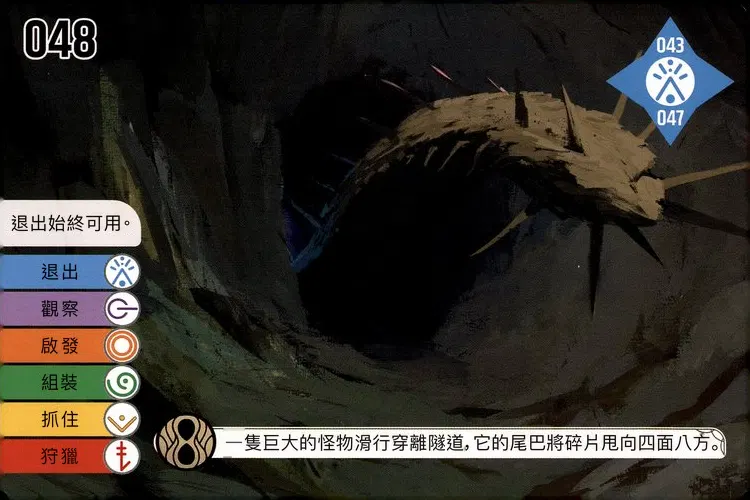 048
043
047
退出始終可用。
退出
觀察
啟發
組裝
抓住
狩獵
一隻巨大的怪物滑行穿離隧道,它的尾巴將碎片甩向四面八方。